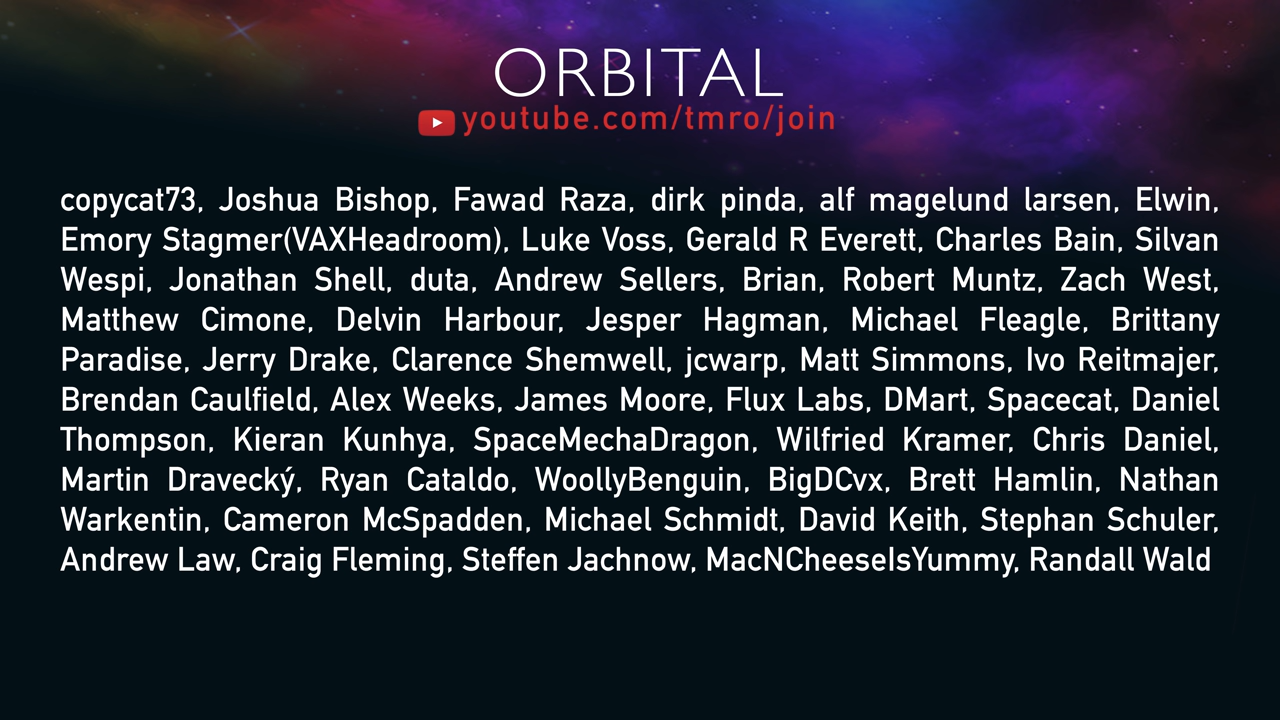 ORBITAL
youtube.com/tmro/join
copycat73, Joshua Bishop, Fawad Raza, dirk pinda, alf magelund larsen, Elwin,
Emory Stagmer(VAXHeadroom), Luke Voss, Gerald R Everett, Charles Bain, Silvan
Wespi, Jonathan Shell, duta, Andrew Sellers, Brian, Robert Muntz, Zach West,
Matthew Cimone, Delvin Harbour, Jesper Hagman, Michael Fleagle, Brittany
Paradise, Jerry Drake, Clarence Shemwell, jcwarp, Matt Simmons, Ivo Reitmajer,
Brendan Caulfield, Alex Weeks, James Moore, Flux Labs, DMart, Spacecat, Daniel
Thompson, Kieran Kunhya, SpaceMechaDragon, Wilfried Kramer, Chris Daniel,
Martin Dravecký, Ryan Cataldo, WoollyBenguin, BigDCvx, Brett Hamlin, Nathan
Warkentin, Cameron McSpadden, Michael Schmidt, David Keith, Stephan Schuler,
Andrew Law, Craig Fleming, Steffen Jachnow, MacNCheeseIsYummy, Randall Wald